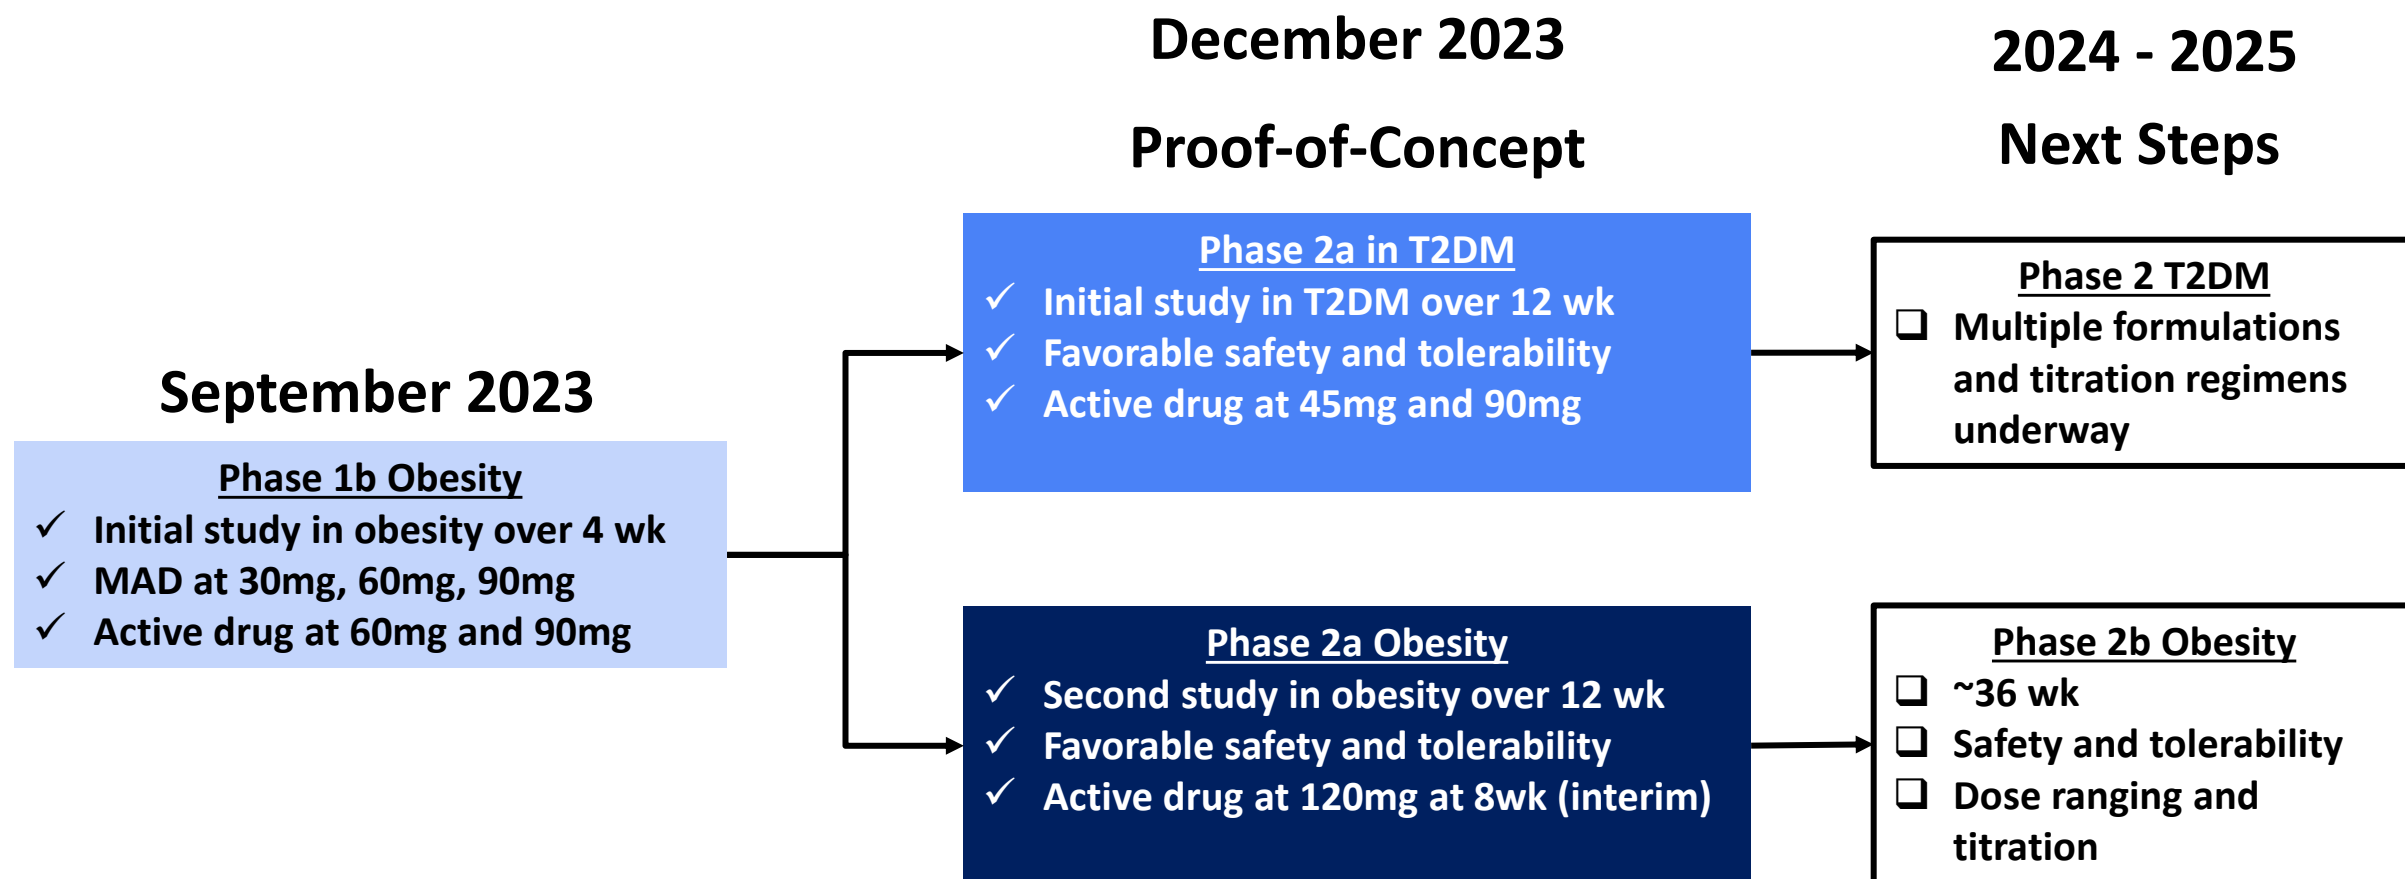 September 2023
Phase 1b Obesity
✓ Initial study in obesity over 4 wk
✓ MAD at 30mg, 60mg, 90mg
✓ Active drug at 60mg and 90mg
December 2023
Proof-of-Concept
Phase 2a in T2DM
✓ Initial study in T2DM over 12 wk
✓ Favorable safety and tolerability
✓ Active drug at 45mg and 90mg
Phase 2a Obesity
✓ Second study in obesity over 12 wk
✓ Favorable safety and tolerability
✓ Active drug at 120mg at 8wk (interim)
2024 - 2025
Next Steps
Phase 2 T2DM
❑ Multiple formulations
and titration regimens
underway
Phase 2b Obesity
❑ ~36 wk
❑ Safety and tolerability
❑ Dose ranging and
titration